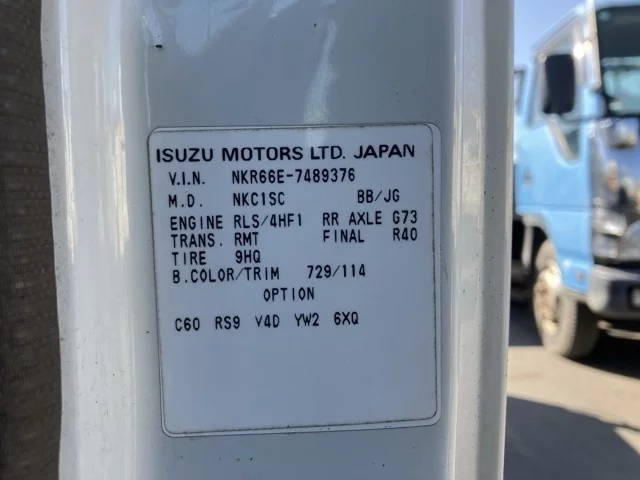 ISUZU MOTORS LTD. JAPAN
V.I.N. NKR66E-7489376
M.D. NKC1SC BB/JG
ENGINE RLS/4HF1 RR AXLE G73
TRANS. RMT FINAL R40
TIRE 9HQ
B.COLOR/TRIM 729/114
OPTION
C60 RS9 V4D YW2 6XQ